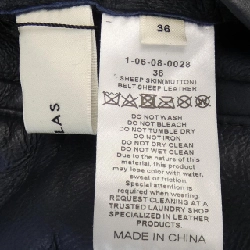 36
1-06-08-0028
36
SHEEP SKIN(MUTTON)
BELT:SHEEP LEATHER
DO NOT WASH
DO NOT BLEACH
DO NOT TUMBLE DRY
DO NOT IRON
DO NOT DRY CLEAN
DO NOT WET CLEAN
Due to the nature of this
material, this product
may lose color with water,
sweat or friction
Special attention is
required when wearing
REQUEST CLEANING AT A
TRUSTED LAUNDRY SHOP
SPECIALIZED IN LEATHER
PRODUCTS.
MADE IN CHINA
LAS